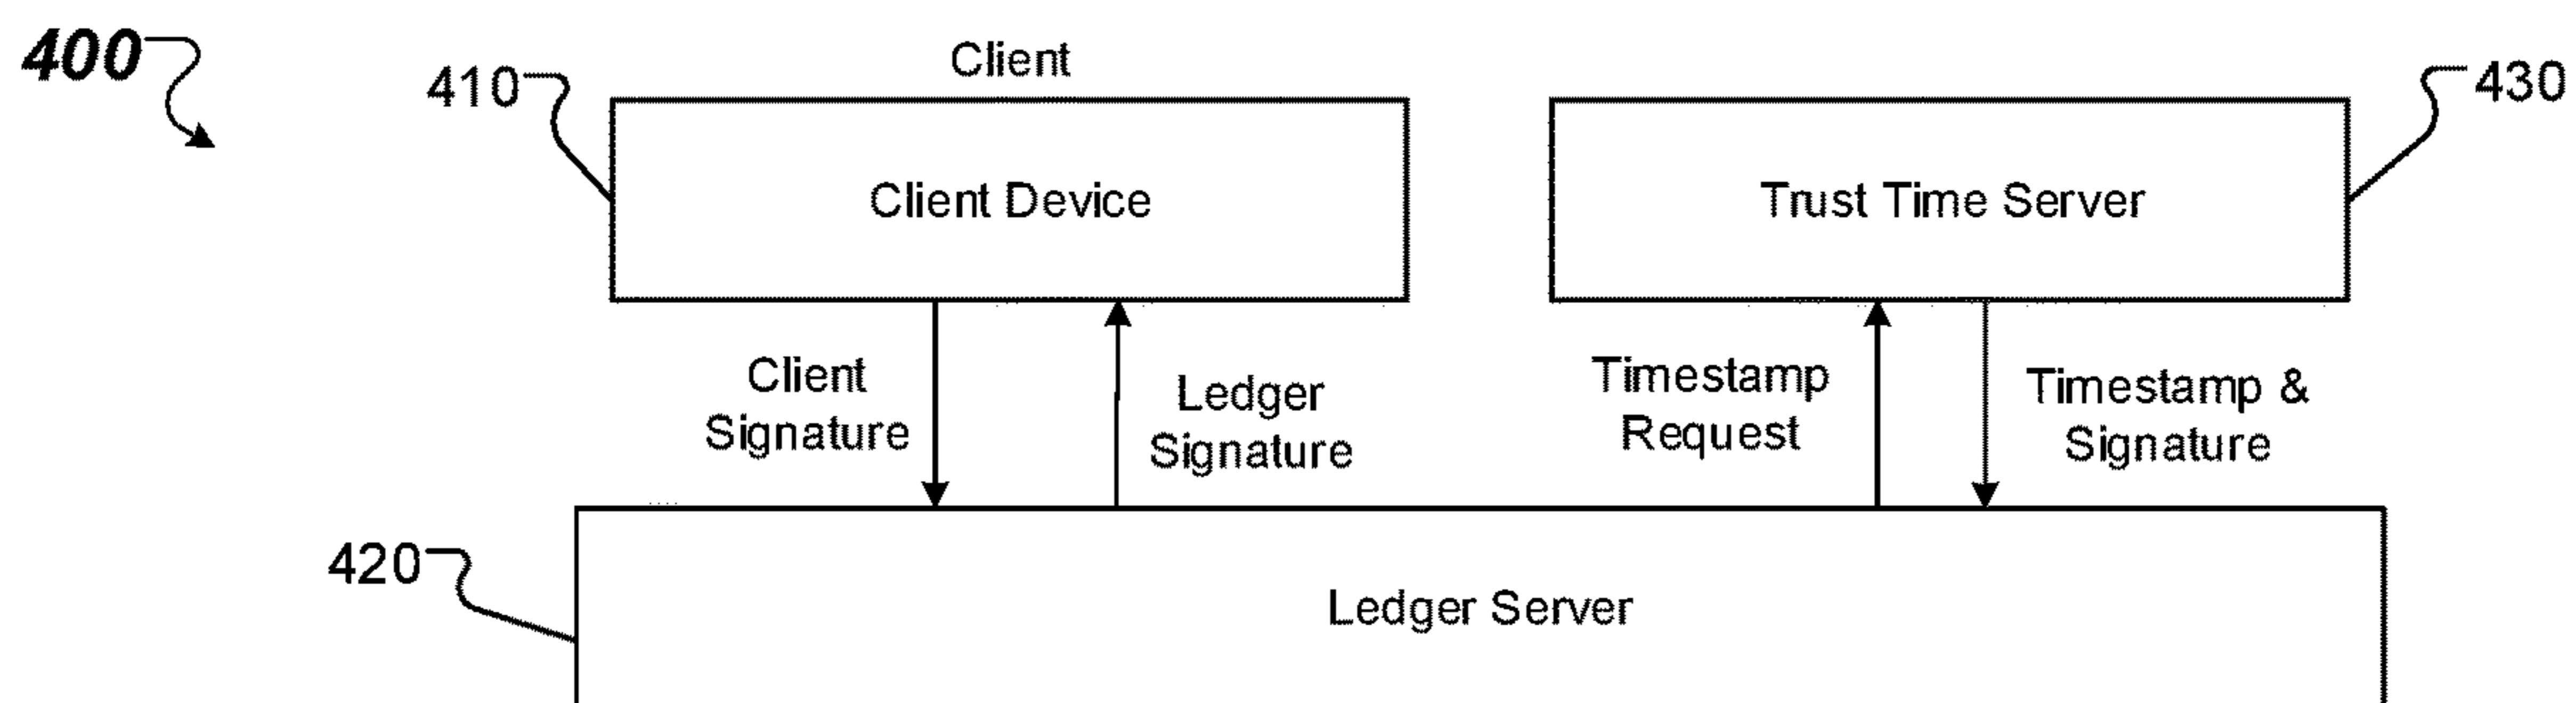 400
Client
410
430
Client Device
Trust Time Server
Client
Signature
Ledger
Signature
Timestamp
Request
Timestamp &
Signature
420
Ledger Server